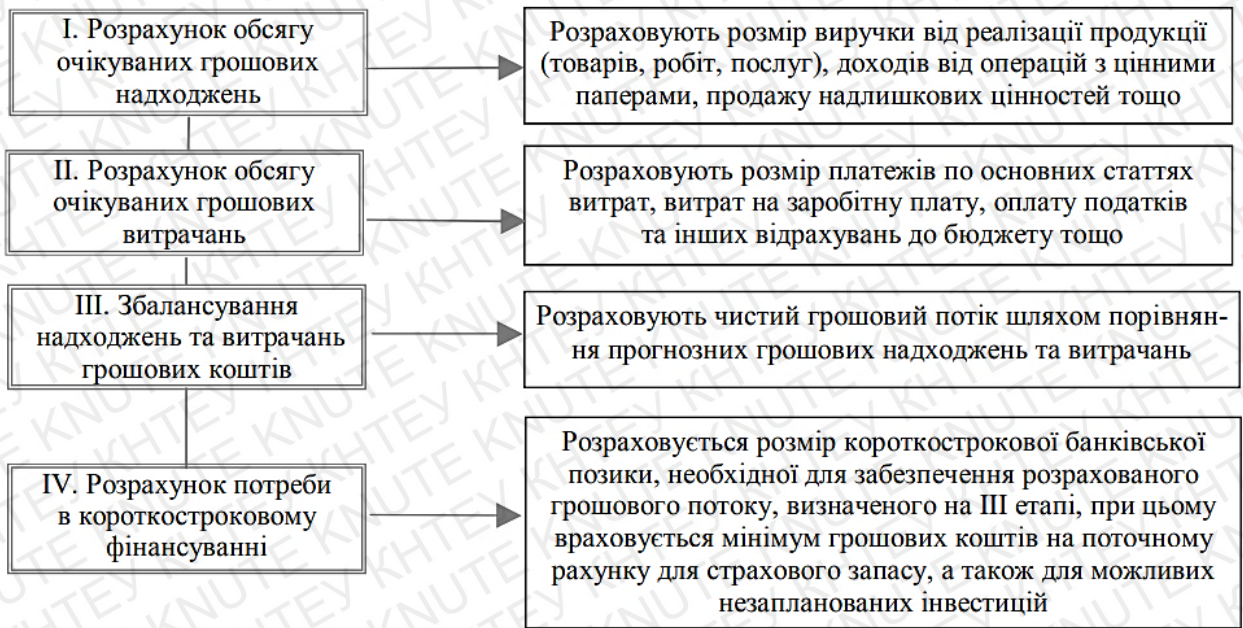 І. Розрахунок обсягу
очікуваних грошових
надходжень
Розраховують розмір виручки від реалізації продукції
(товарів, робіт, послуг), доходів від операцій з цінними
паперами, продажу надлишкових цінностей тощо
ІІ. Розрахунок обсягу
очікуваних грошових
витрачань
Розраховують розмір платежів по основних статтях
витрат, витрат на заробітну плату, оплату податків
та інших відрахувань до бюджету тощо
ІІІ. Збалансування
надходжень та витрачань
грошових коштів
Розраховують чистий грошовий потік шляхом порівнян-
ня прогнозних грошових надходжень та витрачань
IV. Розрахунок потреби
в короткостроковому
фінансуванні
Розраховується розмір короткострокової банківської
позики, необхідної для забезпечення розрахованого
грошового потоку, визначеного на ІІІ етапі, при цьому
враховується мінімум грошових коштів на поточному
рахунку для страхового запасу, а також для можливих
незапланованих інвестицій